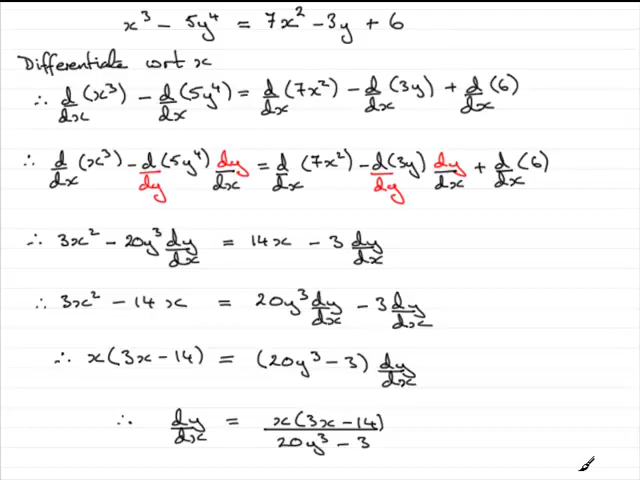 x³ - 5y⁴ = 7x² - 3y + 6
Differentiate wrt x
∴ d/dx (x³) - d/dx (5y⁴) = d/dx (7x²) - d/dx (3y) + d/dx (6)
∴ d/dx (x³) - d/dy (5y⁴) dy/dx = d/dx (7x²) - d/dy (3y) dy/dx + d/dx (6)
∴ 3x² - 20y³ dy/dx = 14x - 3 dy/dx
∴ 3x² - 14x = 20y³ dy/dx - 3 dy/dx
∴ x(3x - 14) = (20y³ - 3) dy/dx
∴ dy/dx = x(3x - 14) / 20y³ - 3